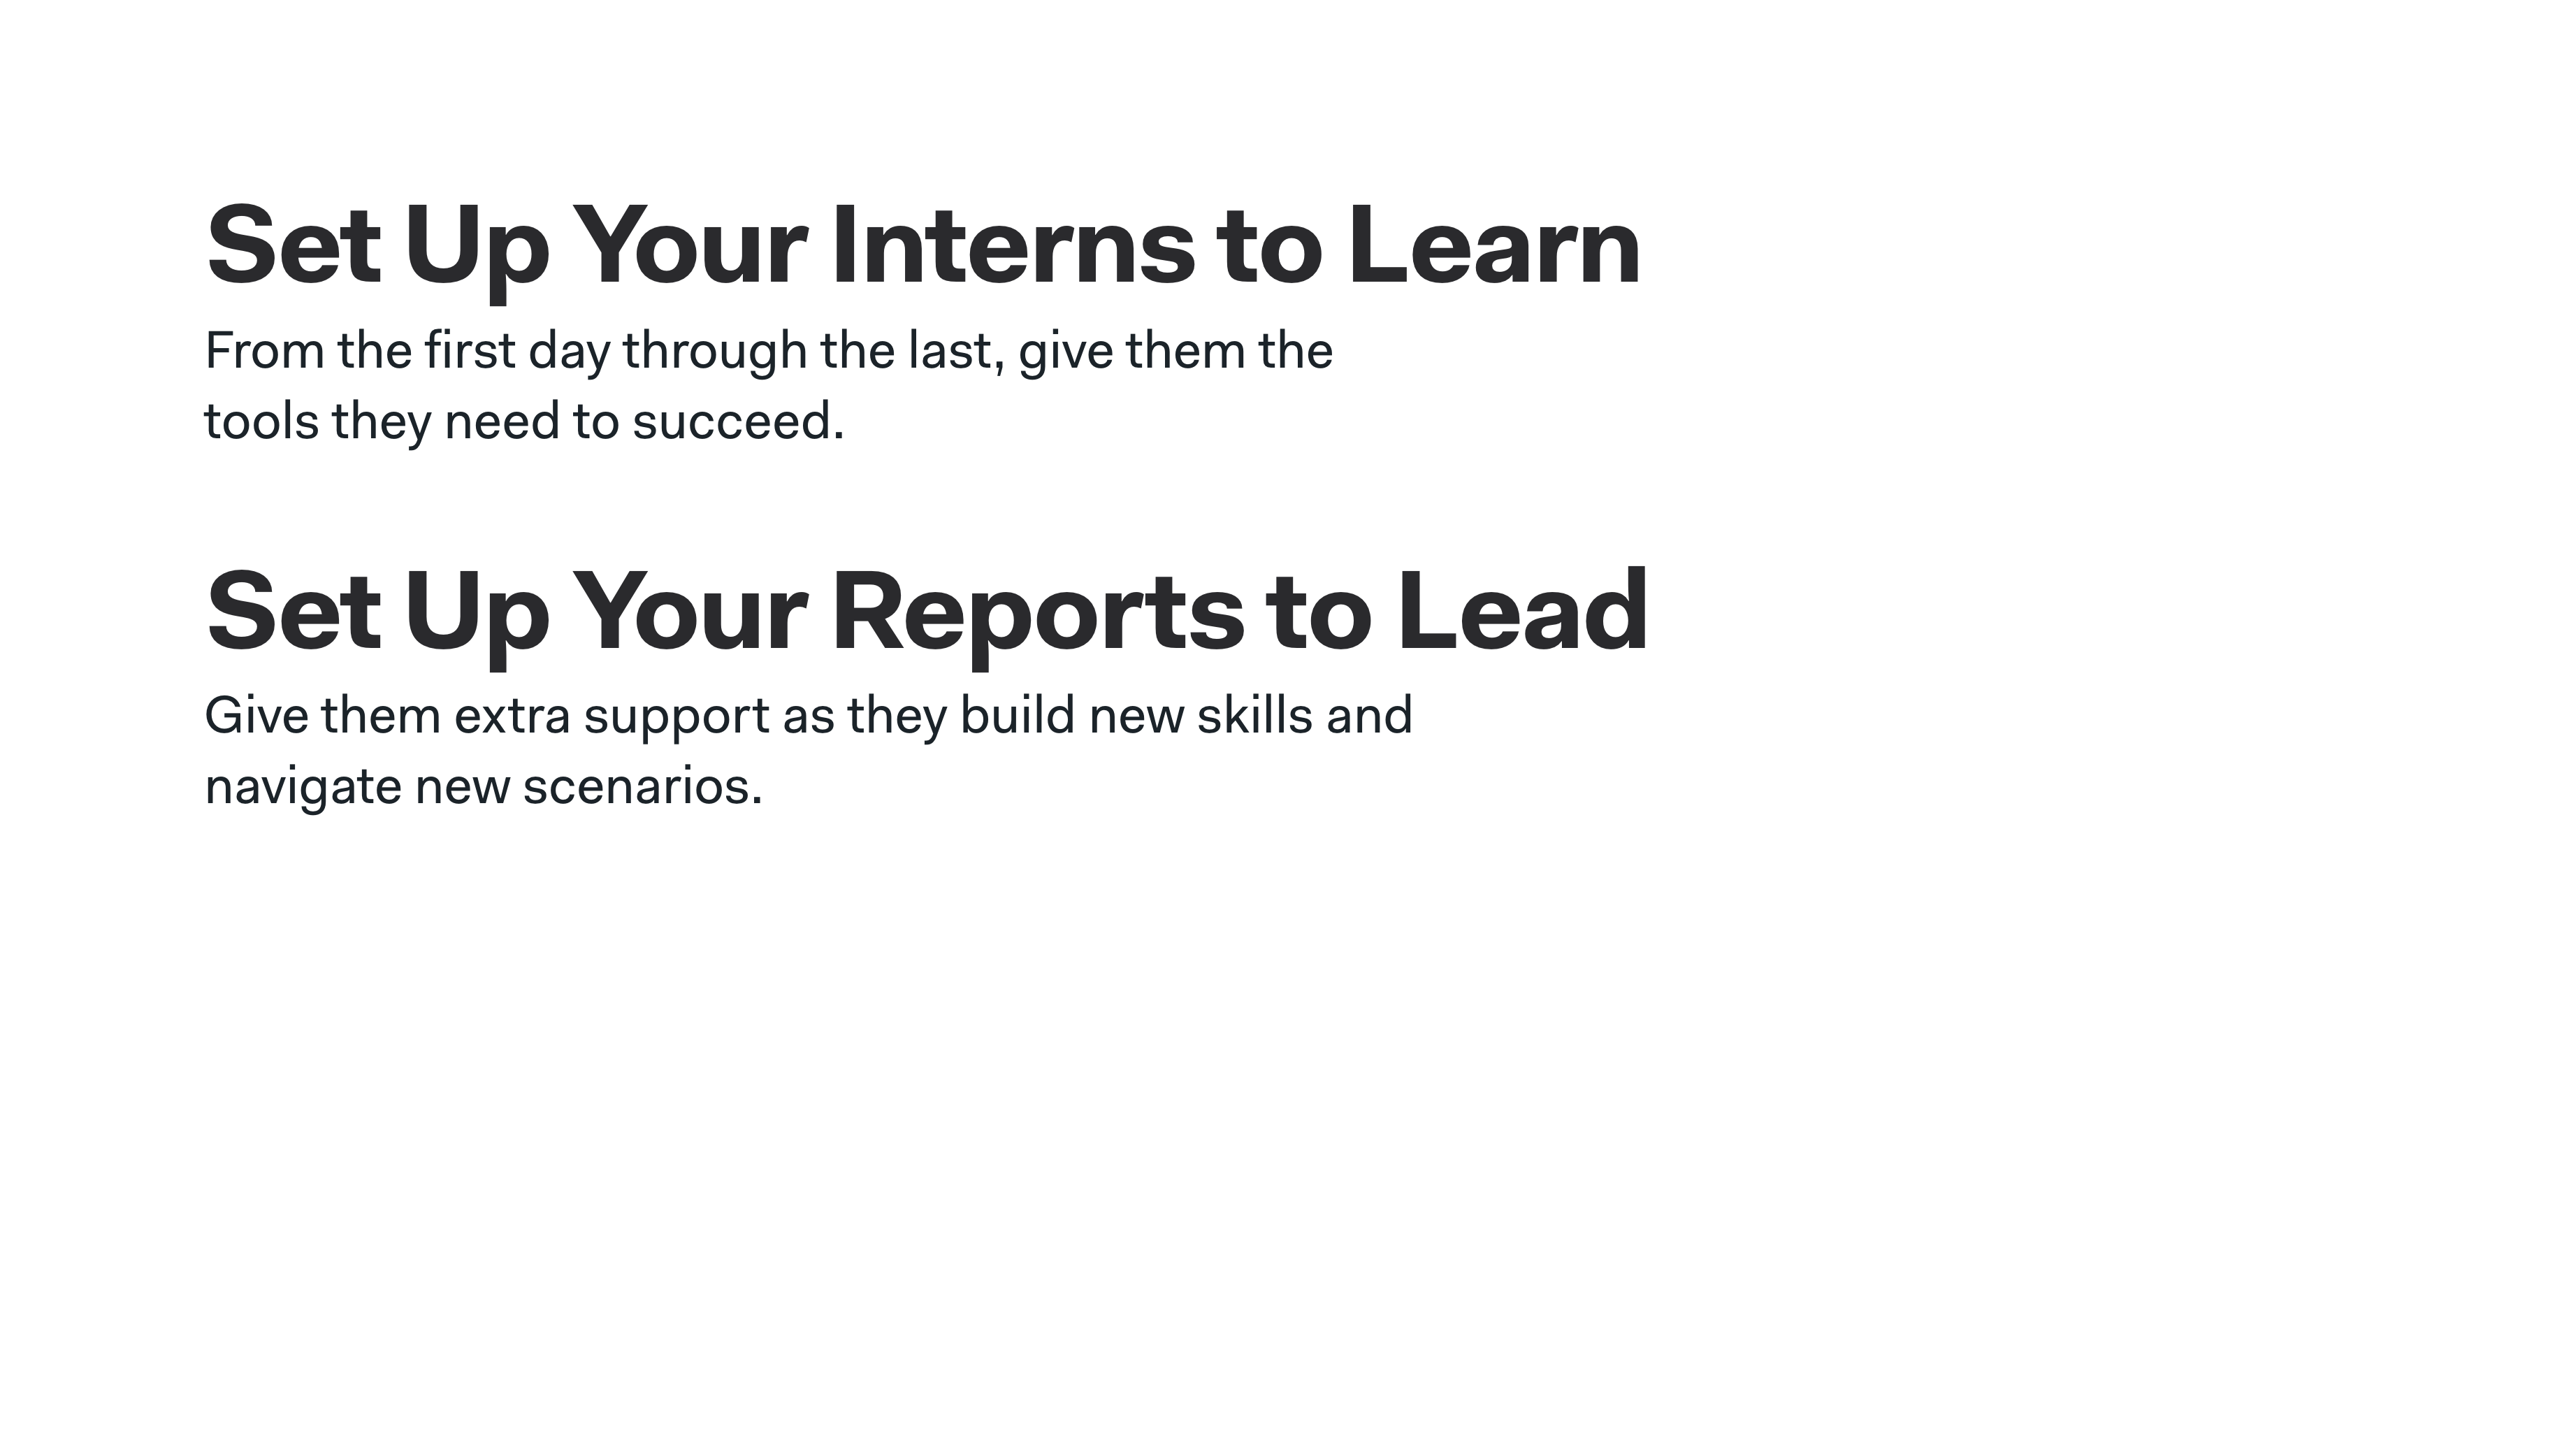 Set Up Your Interns to Learn
From the first day through the last, give them the
tools they need to succeed.
Set Up Your Reports to Lead
Give them extra support as they build new skills and
navigate new scenarios.